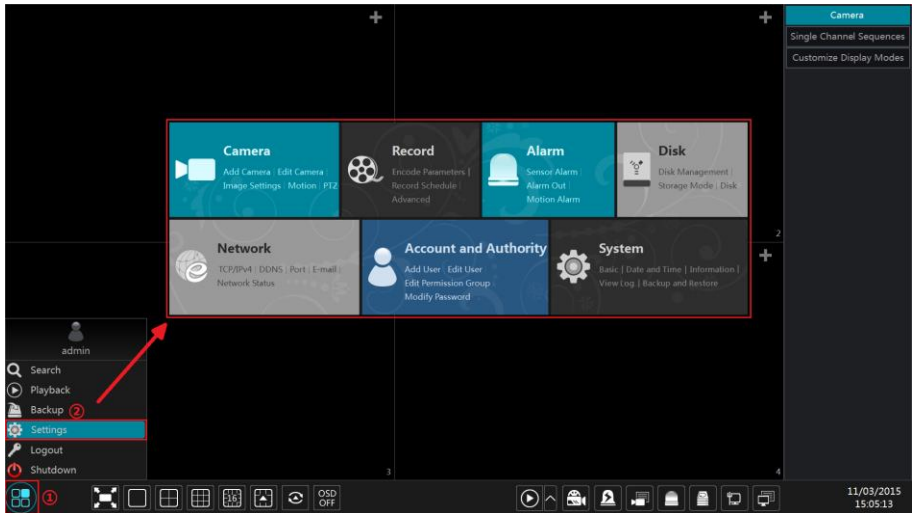 Camera
Single Channel Sequences
Customize Display Modes
Camera
Add Camera | Edit Camera |
Image Settings | Motion | PTZ
Record
Encode Parameters |
Record Schedule |
Advanced
Alarm
Sensor Alarm |
Alarm Out |
Motion Alarm
Disk
Disk Management |
Storage Mode | Disk
2
Network
TCP/IPv4 | DDNS | Port | E-mail |
Network Status
Account and Authority
Add User | Edit User
Edit Permission Group
Modify Password
System
Basic | Date and Time | Information |
View Log | Backup and Restore
admin
Search
Playback
Backup ②
Settings
Logout
Shutdown
3
4
①
16
OSD
OFF
11/03/2015
15:05:13